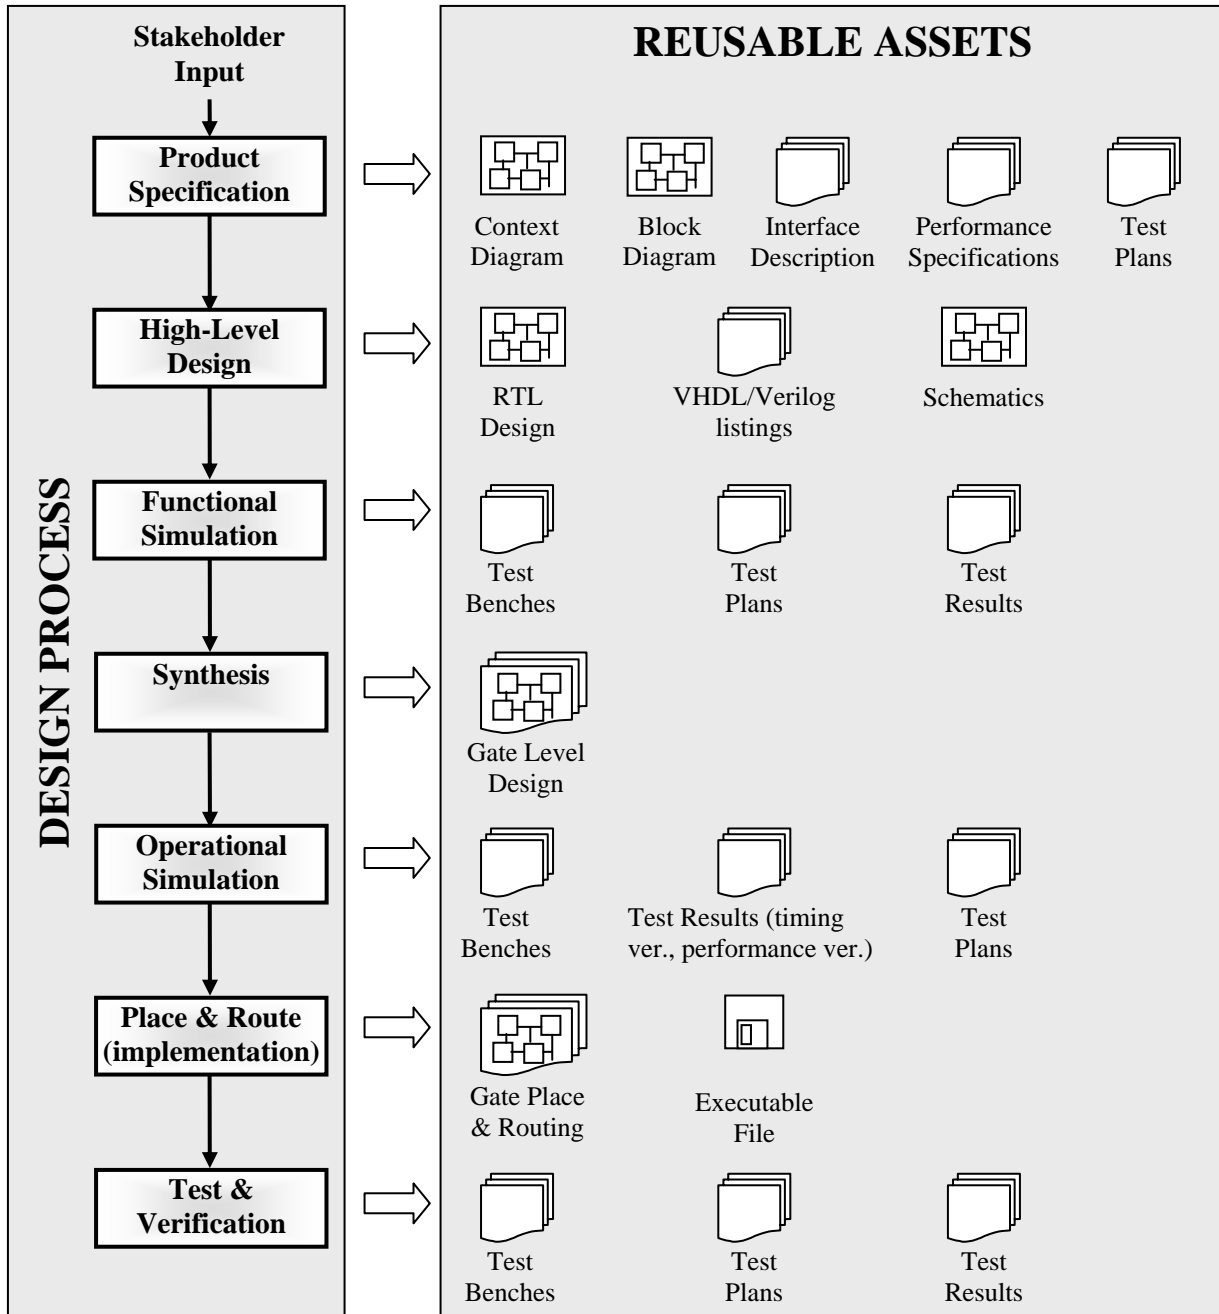 Stakeholder
Input
REUSABLE ASSETS
DESIGN PROCESS
Product
Specification
Context
Diagram
Block
Diagram
Interface
Description
Performance
Specifications
Test
Plans
High-Level
Design
RTL
Design
VHDL/Verilog
listings
Schematics
Functional
Simulation
Test
Benches
Test
Plans
Test
Results
Synthesis
Gate Level
Design
Operational
Simulation
Test
Benches
Test Results (timing
ver., performance ver.)
Test
Plans
Place & Route
(implementation)
Gate Place
& Routing
Executable
File
Test &
Verification
Test
Benches
Test
Plans
Test
Results